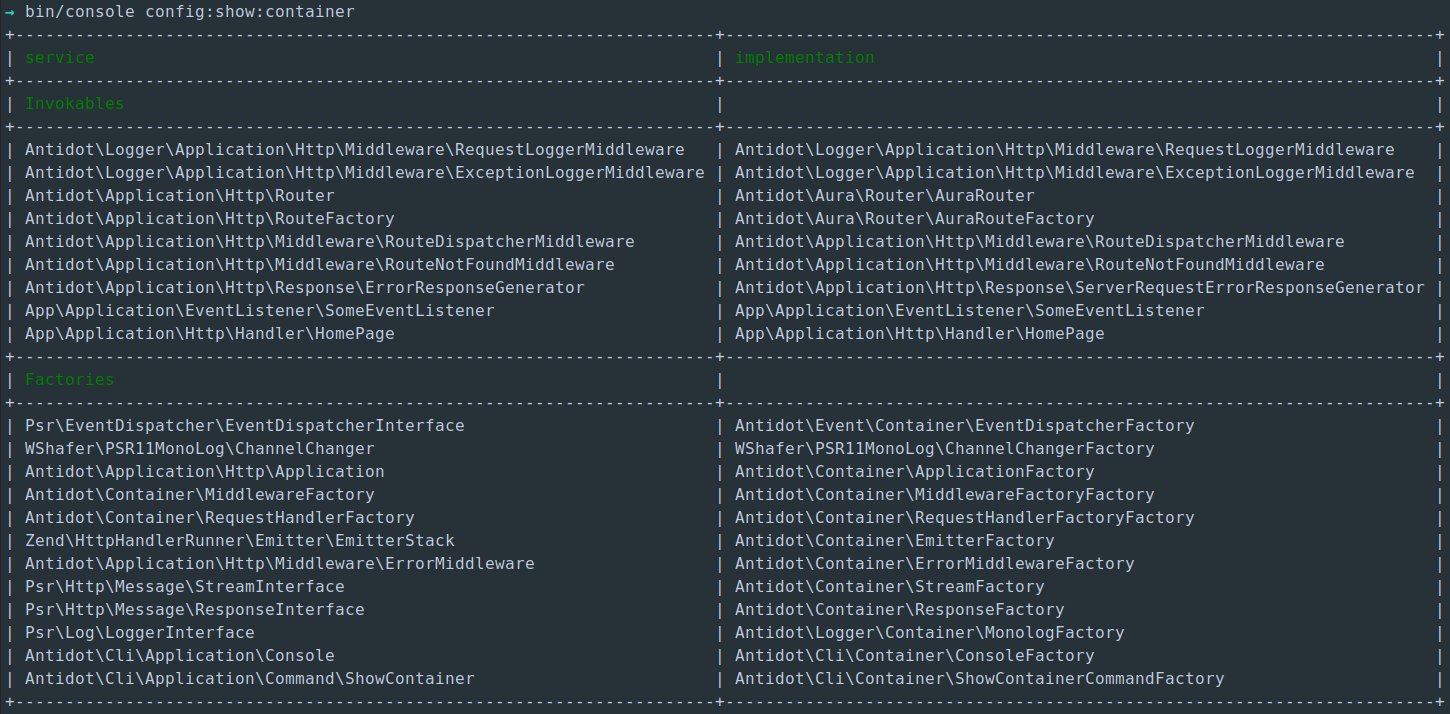 → bin/console config:show:container
+----------------------------------------------------------------------+-----------------------------------------------------------------------+
| service | implementation |
+----------------------------------------------------------------------+-----------------------------------------------------------------------+
| Invokables | |
+----------------------------------------------------------------------+-----------------------------------------------------------------------+
| Antidot\Logger\Application\Http\Middleware\RequestLoggerMiddleware | Antidot\Logger\Application\Http\Middleware\RequestLoggerMiddleware |
| Antidot\Logger\Application\Http\Middleware\ExceptionLoggerMiddleware | Antidot\Logger\Application\Http\Middleware\ExceptionLoggerMiddleware |
| Antidot\Application\Http\Router | Antidot\Aura\Router\AuraRouter |
| Antidot\Application\Http\RouteFactory | Antidot\Aura\Router\AuraRouteFactory |
| Antidot\Application\Http\Middleware\RouteDispatcherMiddleware | Antidot\Application\Http\Middleware\RouteDispatcherMiddleware |
| Antidot\Application\Http\Middleware\RouteNotFoundMiddleware | Antidot\Application\Http\Middleware\RouteNotFoundMiddleware |
| Antidot\Application\Http\Response\ErrorResponseGenerator | Antidot\Application\Http\Response\ServerRequestErrorResponseGenerator |
| App\Application\EventListener\SomeEventListener | App\Application\EventListener\SomeEventListener |
| App\Application\Http\Handler\HomePage | App\Application\Http\Handler\HomePage |
+----------------------------------------------------------------------+-----------------------------------------------------------------------+
| Factories | |
+----------------------------------------------------------------------+-----------------------------------------------------------------------+
| Psr\EventDispatcher\EventDispatcherInterface | Antidot\Event\Container\EventDispatcherFactory |
| WShafer\PSR11MonoLog\ChannelChanger | WShafer\PSR11MonoLog\ChannelChangerFactory |
| Antidot\Application\Http\Application | Antidot\Container\ApplicationFactory |
| Antidot\Container\MiddlewareFactory | Antidot\Container\MiddlewareFactoryFactory |
| Antidot\Container\RequestHandlerFactory | Antidot\Container\RequestHandlerFactoryFactory |
| Zend\HttpHandlerRunner\Emitter\EmitterStack | Antidot\Container\EmitterFactory |
| Antidot\Application\Http\Middleware\ErrorMiddleware | Antidot\Container\ErrorMiddlewareFactory |
| Psr\Http\Message\StreamInterface | Antidot\Container\StreamFactory |
| Psr\Http\Message\ResponseInterface | Antidot\Container\ResponseFactory |
| Psr\Log\LoggerInterface | Antidot\Logger\Container\MonologFactory |
| Antidot\Cli\Application\Console | Antidot\Cli\Container\ConsoleFactory |
| Antidot\Cli\Application\Command\ShowContainer | Antidot\Cli\Container\ShowContainerCommandFactory |
+----------------------------------------------------------------------+-----------------------------------------------------------------------+